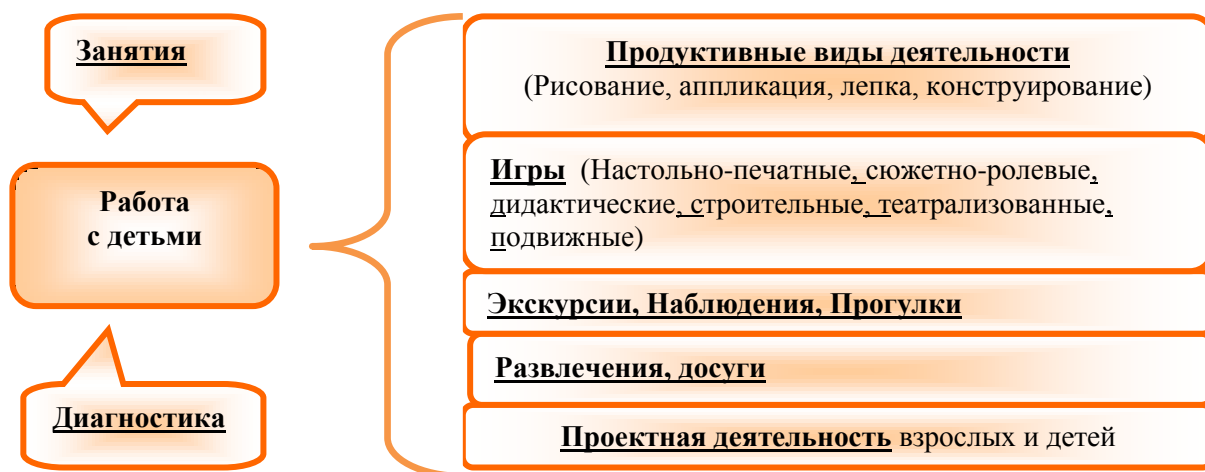 Занятия
Работа
с детьми
Диагностика
Продуктивные виды деятельности
(Рисование, аппликация, лепка, конструирование)
Игры (Настольно-печатные, сюжетно-ролевые,
дидактические, строительные, театрализованные,
подвижные)
Экскурсии, Наблюдения, Прогулки
Развлечения, досуги
Проектная деятельность взрослых и детей